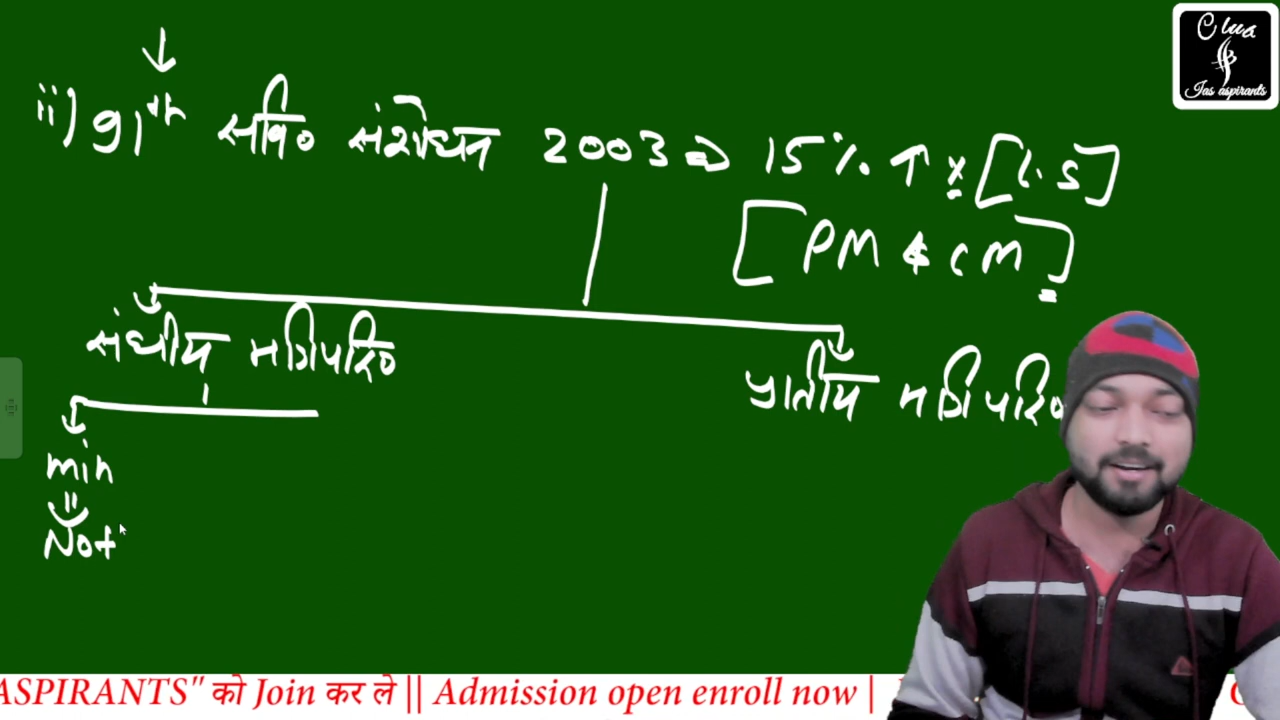 Clua
Ias aspirants
ii) 91th संवि० संशोधन 2003 ⇒ 15% ↑ x [L.S]
[PM & CM]
संघीय मंत्रिपरि०
प्रांतीय मंत्रिपरि०
min
Not
ASPIRANTS" को Join कर ले || Admission open enroll now |